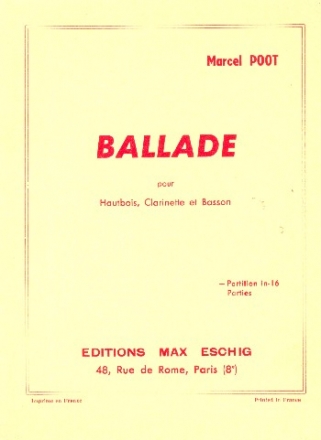 Marcel POOT
BALLADE
pour
Hautbois, Clarinette et Basson
— Partition In-16
Parties
EDITIONS MAX ESCHIG
48, Rue de Rome, Paris (8e)
Imprimé en France
Printed in France